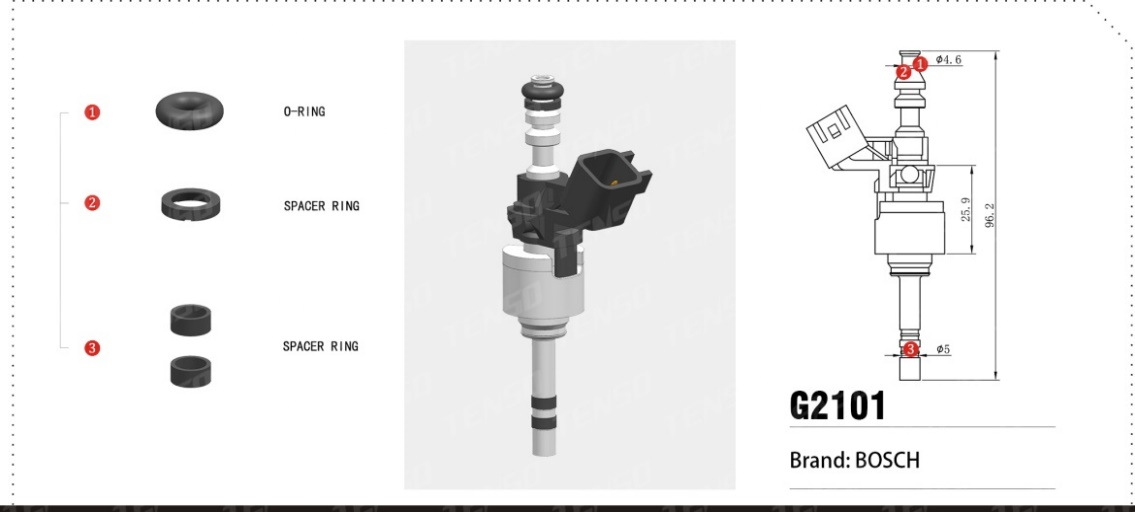 1 O-RING
2 SPACER RING
3 SPACER RING
TENSO
1 ϕ4.6
2
25.9
96.2
3 ϕ5
G2101
Brand: BOSCH